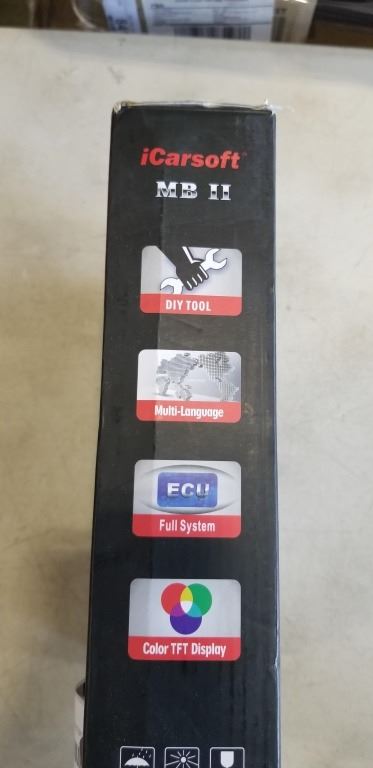 iCarsoft
MB II
DIY TOOL
Multi-Language
ECU
Full System
Color TFT Display